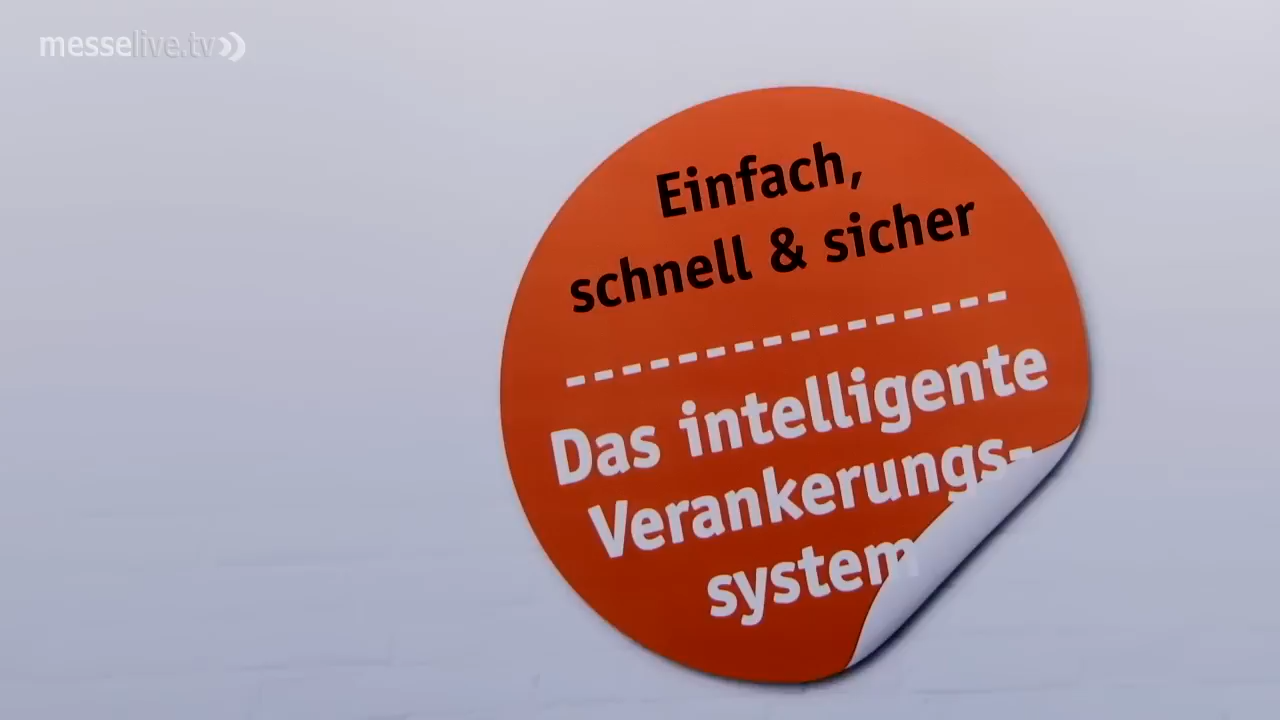 messelive.tv
Einfach,
schnell & sicher
Das intelligente
Verankerungs-
system